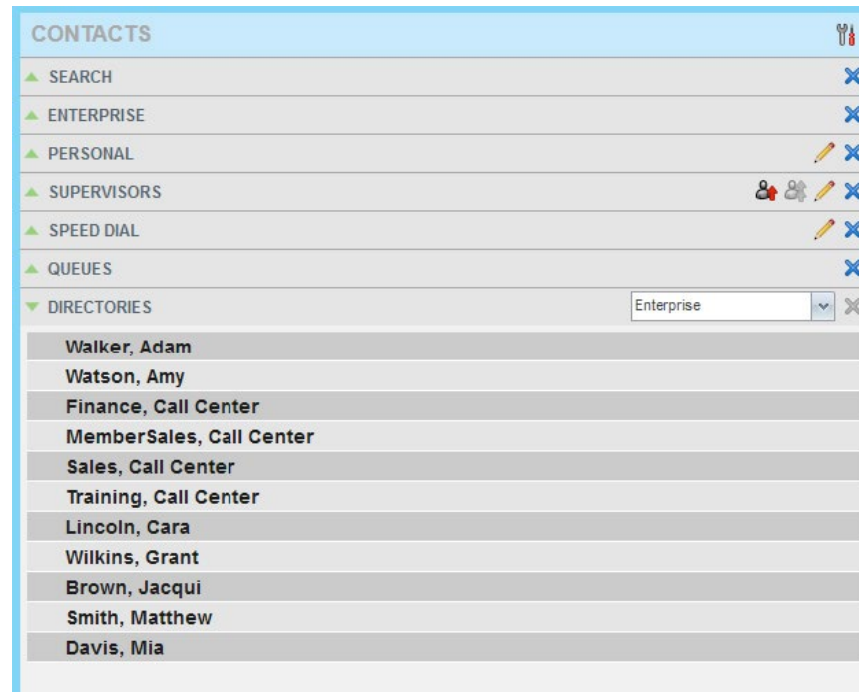 CONTACTS
SEARCH
ENTERPRISE
PERSONAL
SUPERVISORS
SPEED DIAL
QUEUES
DIRECTORIES Enterprise
Walker, Adam
Watson, Amy
Finance, Call Center
MemberSales, Call Center
Sales, Call Center
Training, Call Center
Lincoln, Cara
Wilkins, Grant
Brown, Jacqui
Smith, Matthew
Davis, Mia